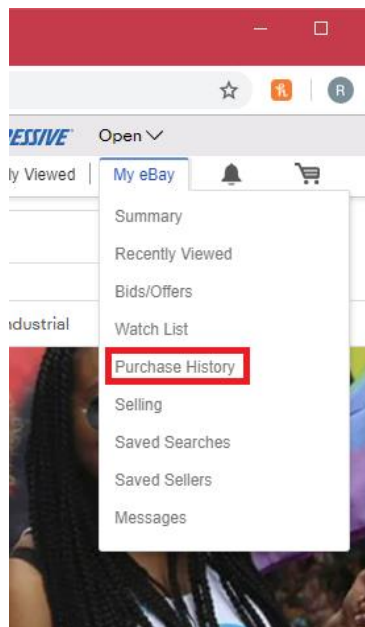 R
ESSIVE Open
ly Viewed My eBay
Summary
Recently Viewed
Bids/Offers
ndustrial
Watch List
Purchase History
Selling
Saved Searches
Saved Sellers
Messages